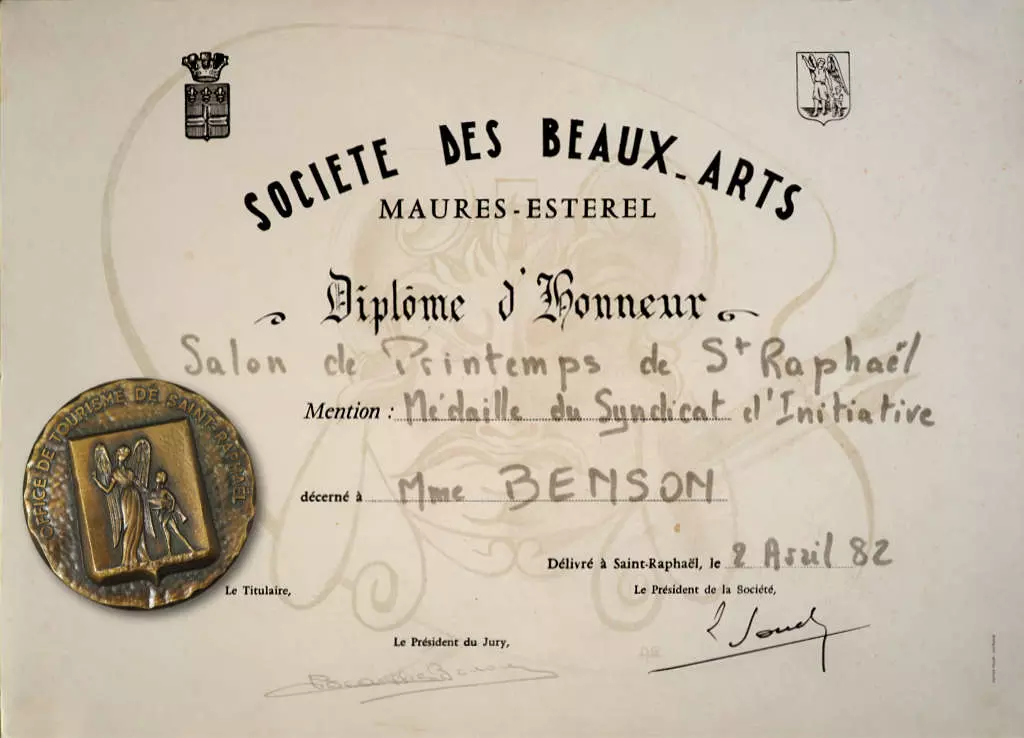 SOCIETE DES BEAUX-ARTS
MAURES-ESTEREL
Diplôme d'Honneur
Salon de Printemps de St Raphaël
Mention : Médaille du Syndicat d'Initiative
décerné à Mme BENSON
Délivré à Saint-Raphaël, le 2 Avril 82
OFFICE DE TOURISME DE SAINT-RAPHAËL
Le Titulaire,
Le Président de la Société,
Le Président du Jury,